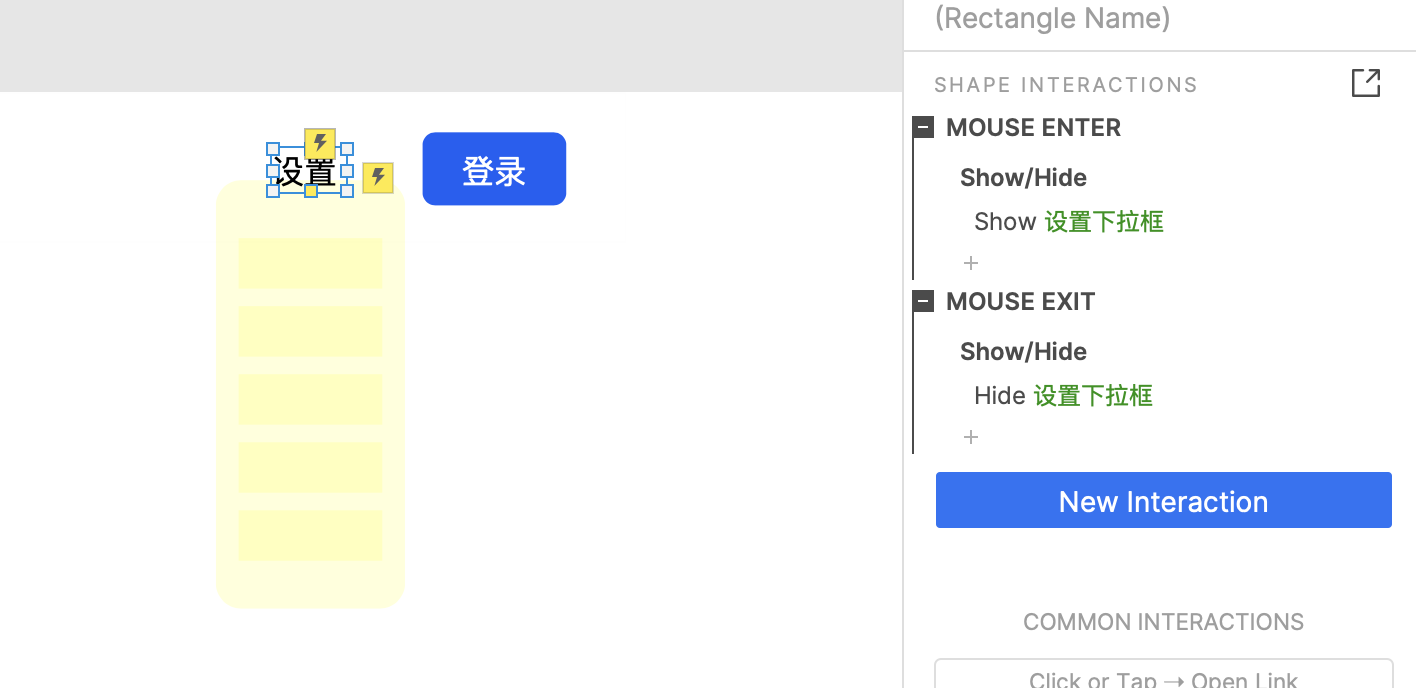 (Rectangle Name)
SHAPE INTERACTIONS
MOUSE ENTER
Show/Hide
Show 设置下拉框
+
MOUSE EXIT
Show/Hide
Hide 设置下拉框
+
New Interaction
COMMON INTERACTIONS
Click or Tap → Open Link
设置
登录